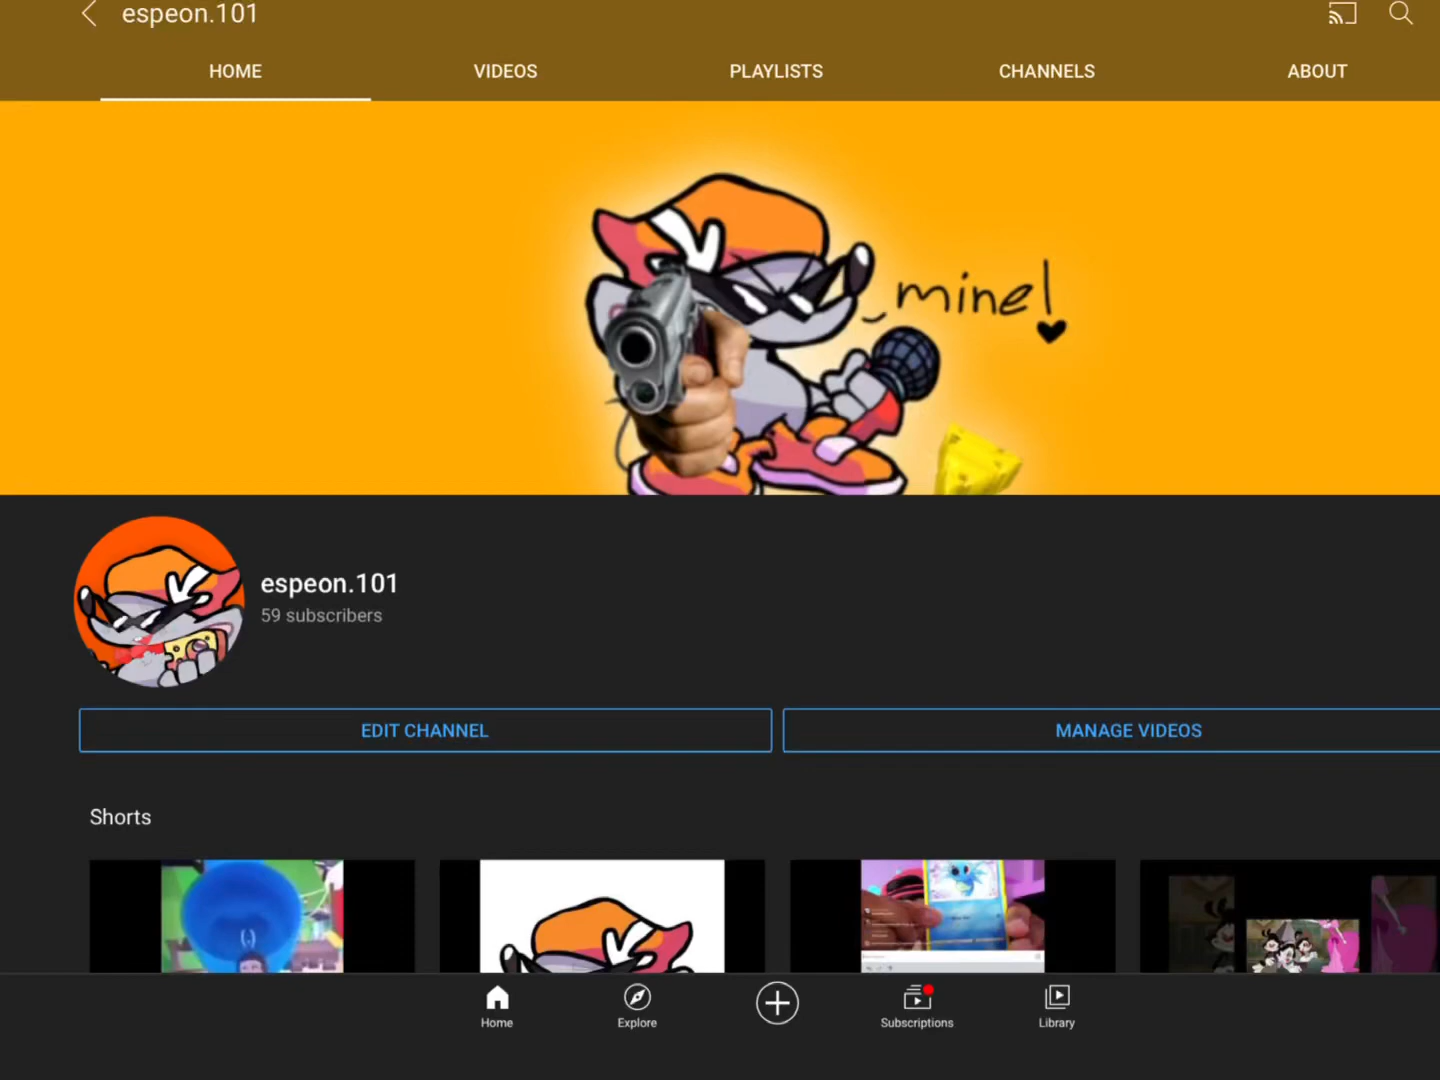 espeon.101
HOME VIDEOS PLAYLISTS CHANNELS ABOUT
mine!
espeon.101
59 subscribers
EDIT CHANNEL MANAGE VIDEOS
Shorts
Home Explore Subscriptions Library